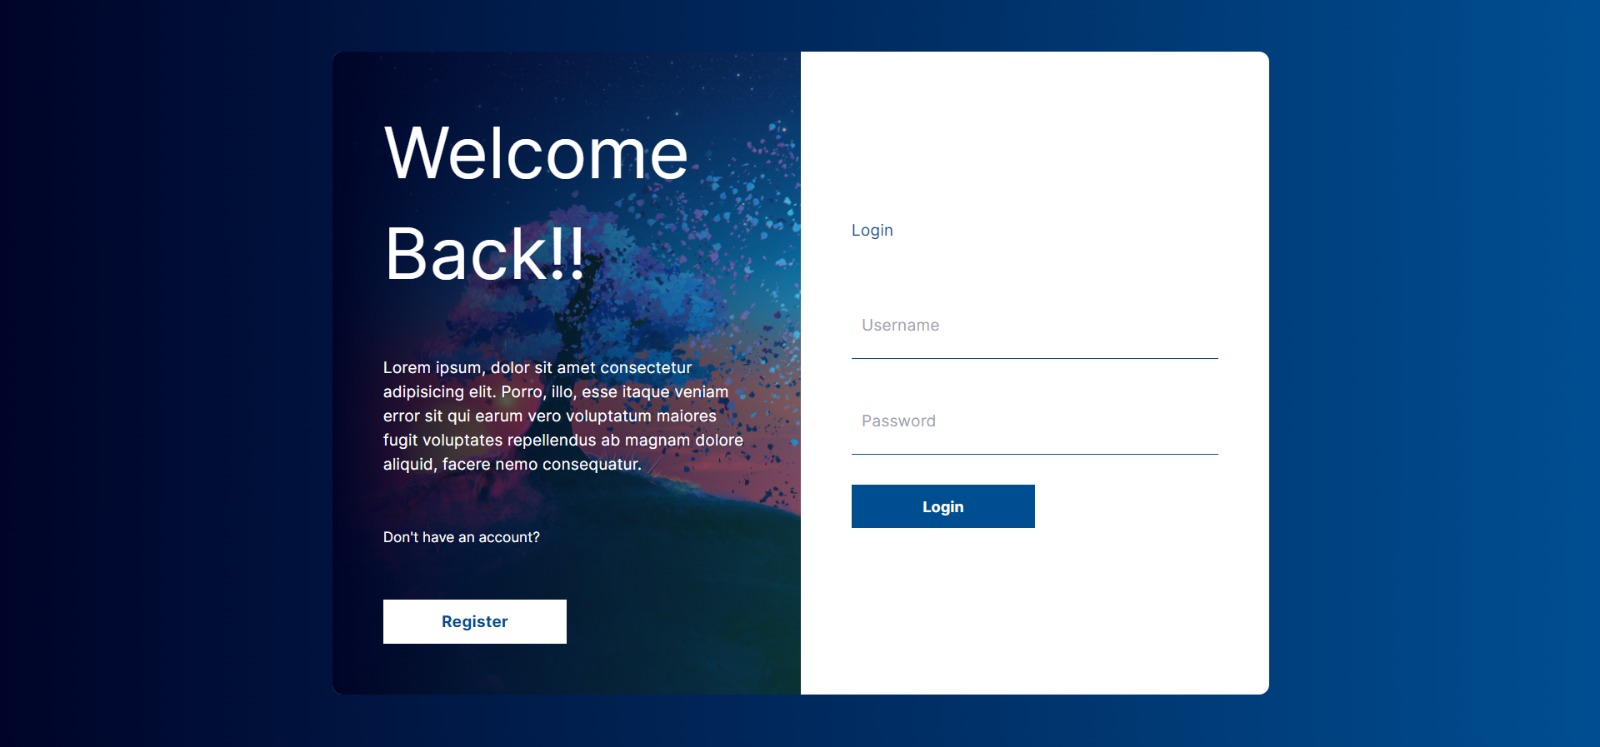 Welcome
Back!!
Lorem ipsum, dolor sit amet consectetur
adipisicing elit. Porro, illo, esse itaque veniam
error sit qui earum vero voluptatum maiores
fugit voluptates repellendus ab magnam dolore
aliquid, facere nemo consequatur.
Don't have an account?
Register
Login
Username
Password
Login